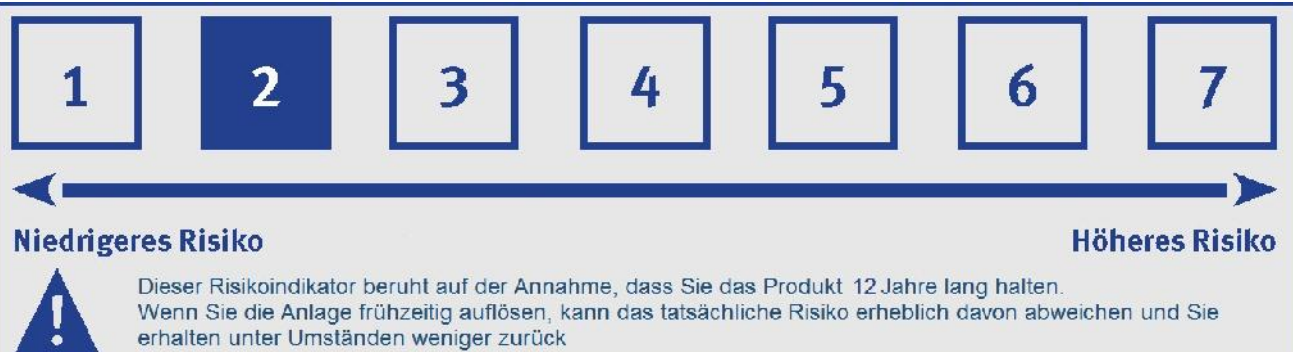 1 2 3 4 5 6 7
Niedrigeres Risiko Höheres Risiko
!
Dieser Risikoindikator beruht auf der Annahme, dass Sie das Produkt 12 Jahre lang halten.
Wenn Sie die Anlage frühzeitig auflösen, kann das tatsächliche Risiko erheblich davon abweichen und Sie
erhalten unter Umständen weniger zurück